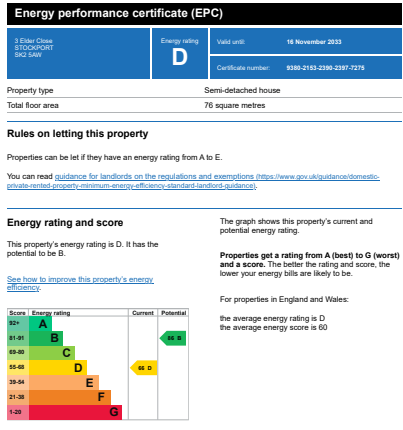 Energy performance certificate (EPC)
3 Elder Close
STOCKPORT
SK2 5AW
Energy rating
D
Valid until:
16 November 2033
Certificate number:
9380-2153-2390-2397-7275
Property type
Semi-detached house
Total floor area
76 square metres
Rules on letting this property
Properties can be let if they have an energy rating from A to E.
You can read guidance for landlords on the regulations and exemptions (https://www.gov.uk/guidance/domestic-
private-rented-property-minimum-energy-efficiency-standard-landlord-guidance).
Energy rating and score
This property's energy rating is D. It has the
potential to be B.
See how to improve this property's energy
efficiency.
Score Energy rating Current Potential
92+ A
81-91 B 86 B
69-80 C
55-68 D 66 D
39-54 E
21-38 F
1-20 G
The graph shows this property's current and
potential energy rating.
Properties get a rating from A (best) to G (worst)
and a score. The better the rating and score, the
lower your energy bills are likely to be.
For properties in England and Wales:
the average energy rating is D
the average energy score is 60